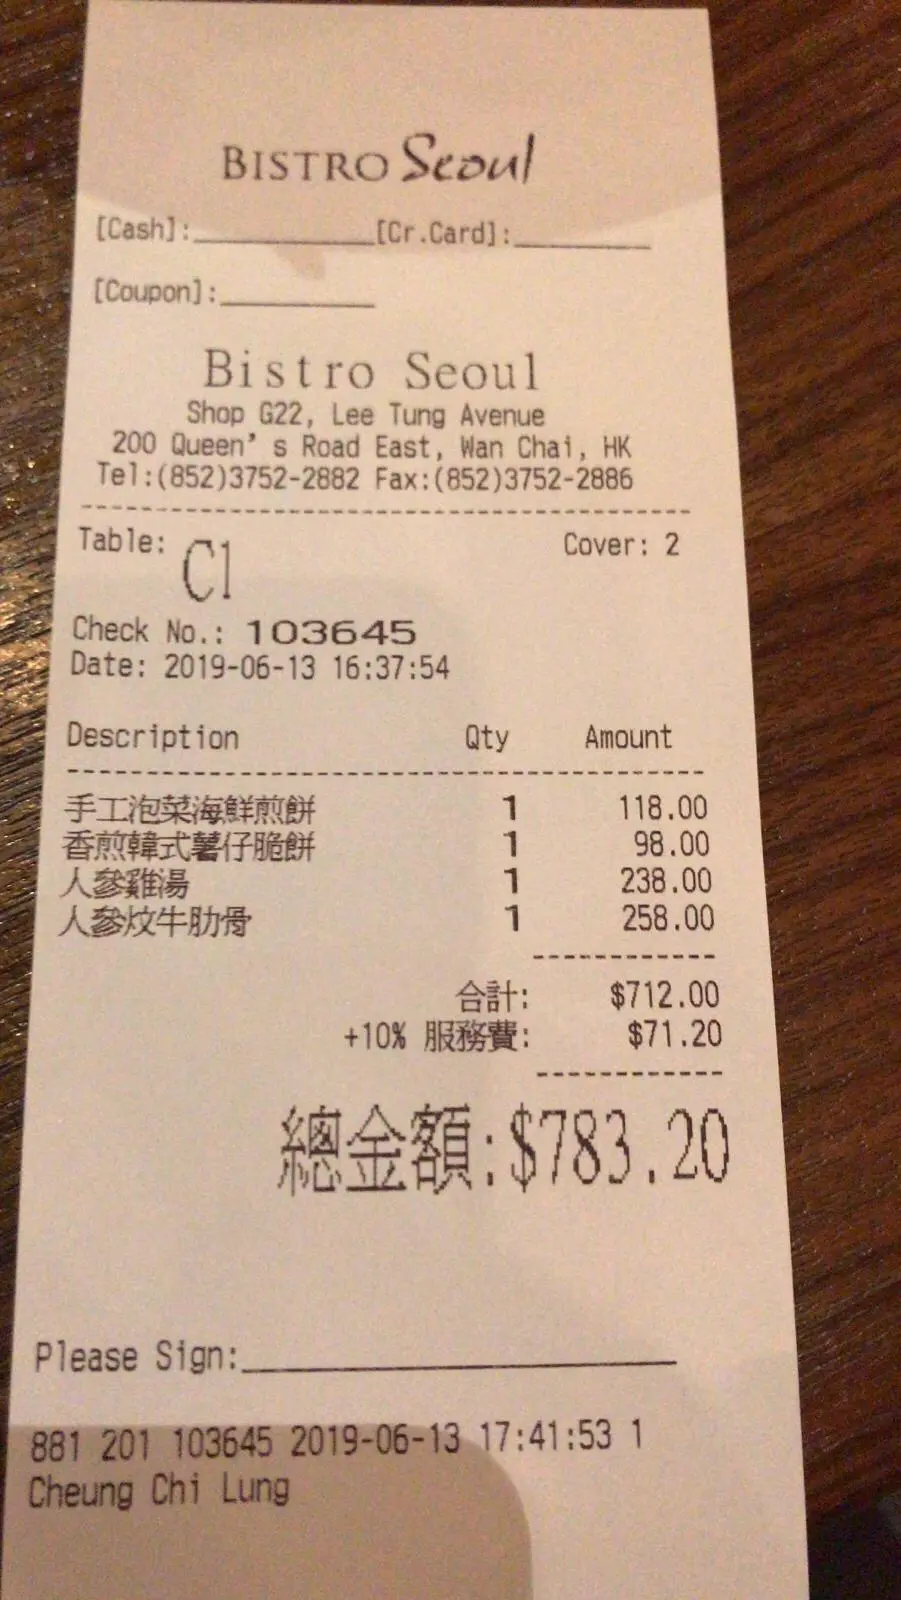 BISTRO Seoul
[Cash]:__________[Cr.Card]:________
[Coupon]:_________
Bistro Seoul
Shop G22, Lee Tung Avenue
200 Queen's Road East, Wan Chai, HK
Tel:(852)3752-2882 Fax:(852)3752-2886
Table: C1 Cover: 2
Check No.: 103645
Date: 2019-06-13 16:37:54
Description Qty Amount
手工泡菜海鮮煎餅 1 118.00
香煎韓式薯仔脆餅 1 98.00
人參雞湯 1 238.00
人參炆牛肋骨 1 258.00
合計: $712.00
+10% 服務費: $71.20
總金額:$783.20
Please Sign:_________________________
881 201 103645 2019-06-13 17:41:53 1
Cheung Chi Lung